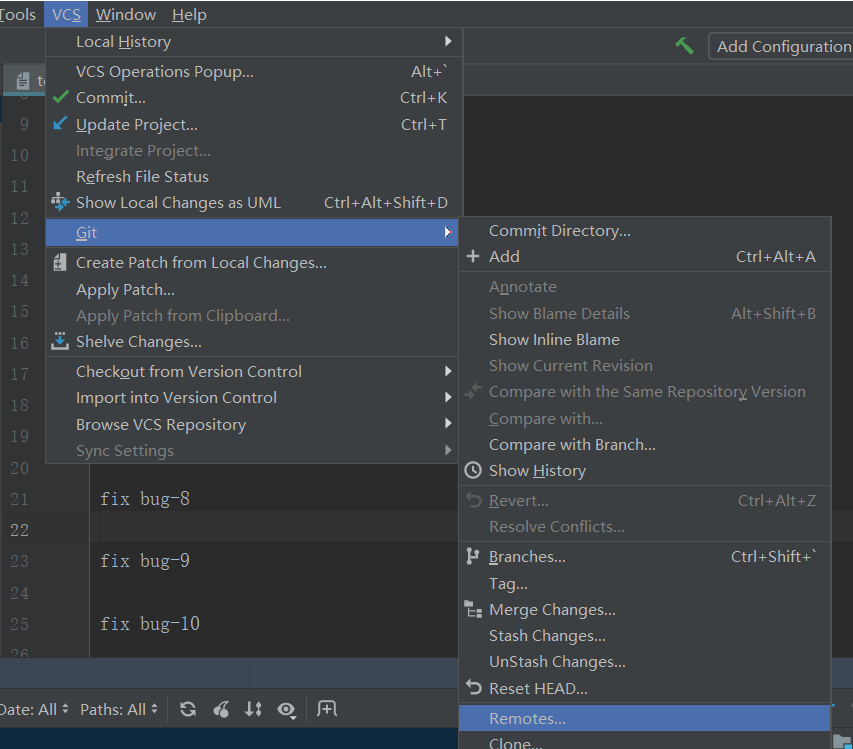 Tools VCS Window Help
Local History
Add Configuration
VCS Operations Popup... Alt+`
Commit... Ctrl+K
Update Project... Ctrl+T
Integrate Project...
Refresh File Status
Show Local Changes as UML Ctrl+Alt+Shift+D
Git
Create Patch from Local Changes...
Apply Patch...
Apply Patch from Clipboard...
Shelve Changes...
Checkout from Version Control
Import into Version Control
Browse VCS Repository
Sync Settings
Commit Directory...
Add Ctrl+Alt+A
Annotate
Show Blame Details Alt+Shift+B
Show Inline Blame
Show Current Revision
Compare with the Same Repository Version
Compare with...
Compare with Branch...
Show History
Revert... Ctrl+Alt+Z
Resolve Conflicts...
Branches... Ctrl+Shift+`
Tag...
Merge Changes...
Stash Changes...
UnStash Changes...
Reset HEAD...
Remotes...
Clone...
9
10
11
12
13
14
15
16
17
18
19
20
21 fix bug-8
22
23 fix bug-9
24
25 fix bug-10
26
Date: All Paths: All